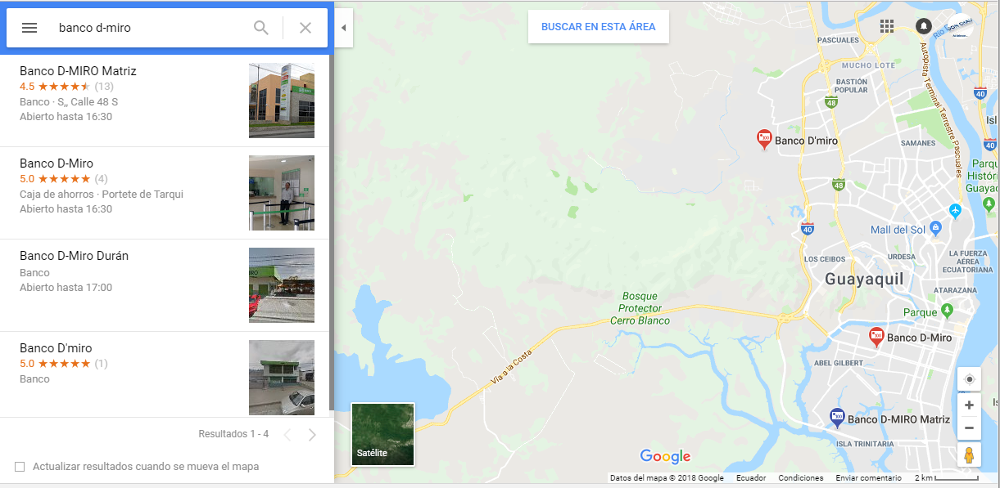 banco d-miro
Banco D-MIRO Matriz
4.5 ★★★★★ (13)
Banco · S,, Calle 48 S
Abierto hasta 16:30
Banco D-Miro
5.0 ★★★★★ (4)
Caja de ahorros · Portete de Tarqui
Abierto hasta 16:30
Banco D-Miro Durán
Banco
Abierto hasta 17:00
Banco D'miro
5.0 ★★★★★ (1)
Banco
Resultados 1 - 4
Actualizar resultados cuando se mueva el mapa
BUSCAR EN ESTA ÁREA
PASCUALES
MUCHO LOTE
BASTIÓN
POPULAR
48
40
Autopista Terminal Terrestre Pascuales
Isl
Banco D'miro
SAMANES
40
Parqu
Históri
Guayaq
48
40
Mall del Sol
LOS CEIBOS
URDESA
LA FUERZA
AÉREA
ECUATORIANA
Guayaquil
ATARAZANA
Bosque
Protector
Cerro Blanco
Parque
Banco D-Miro
Vía a la Costa
ABEL GILBERT
Banco D-MIRO Matriz
ISLA TRINITARIA
Satélite
Google
Datos del mapa © 2018 Google
Ecuador
Condiciones
Enviar comentario
2 km